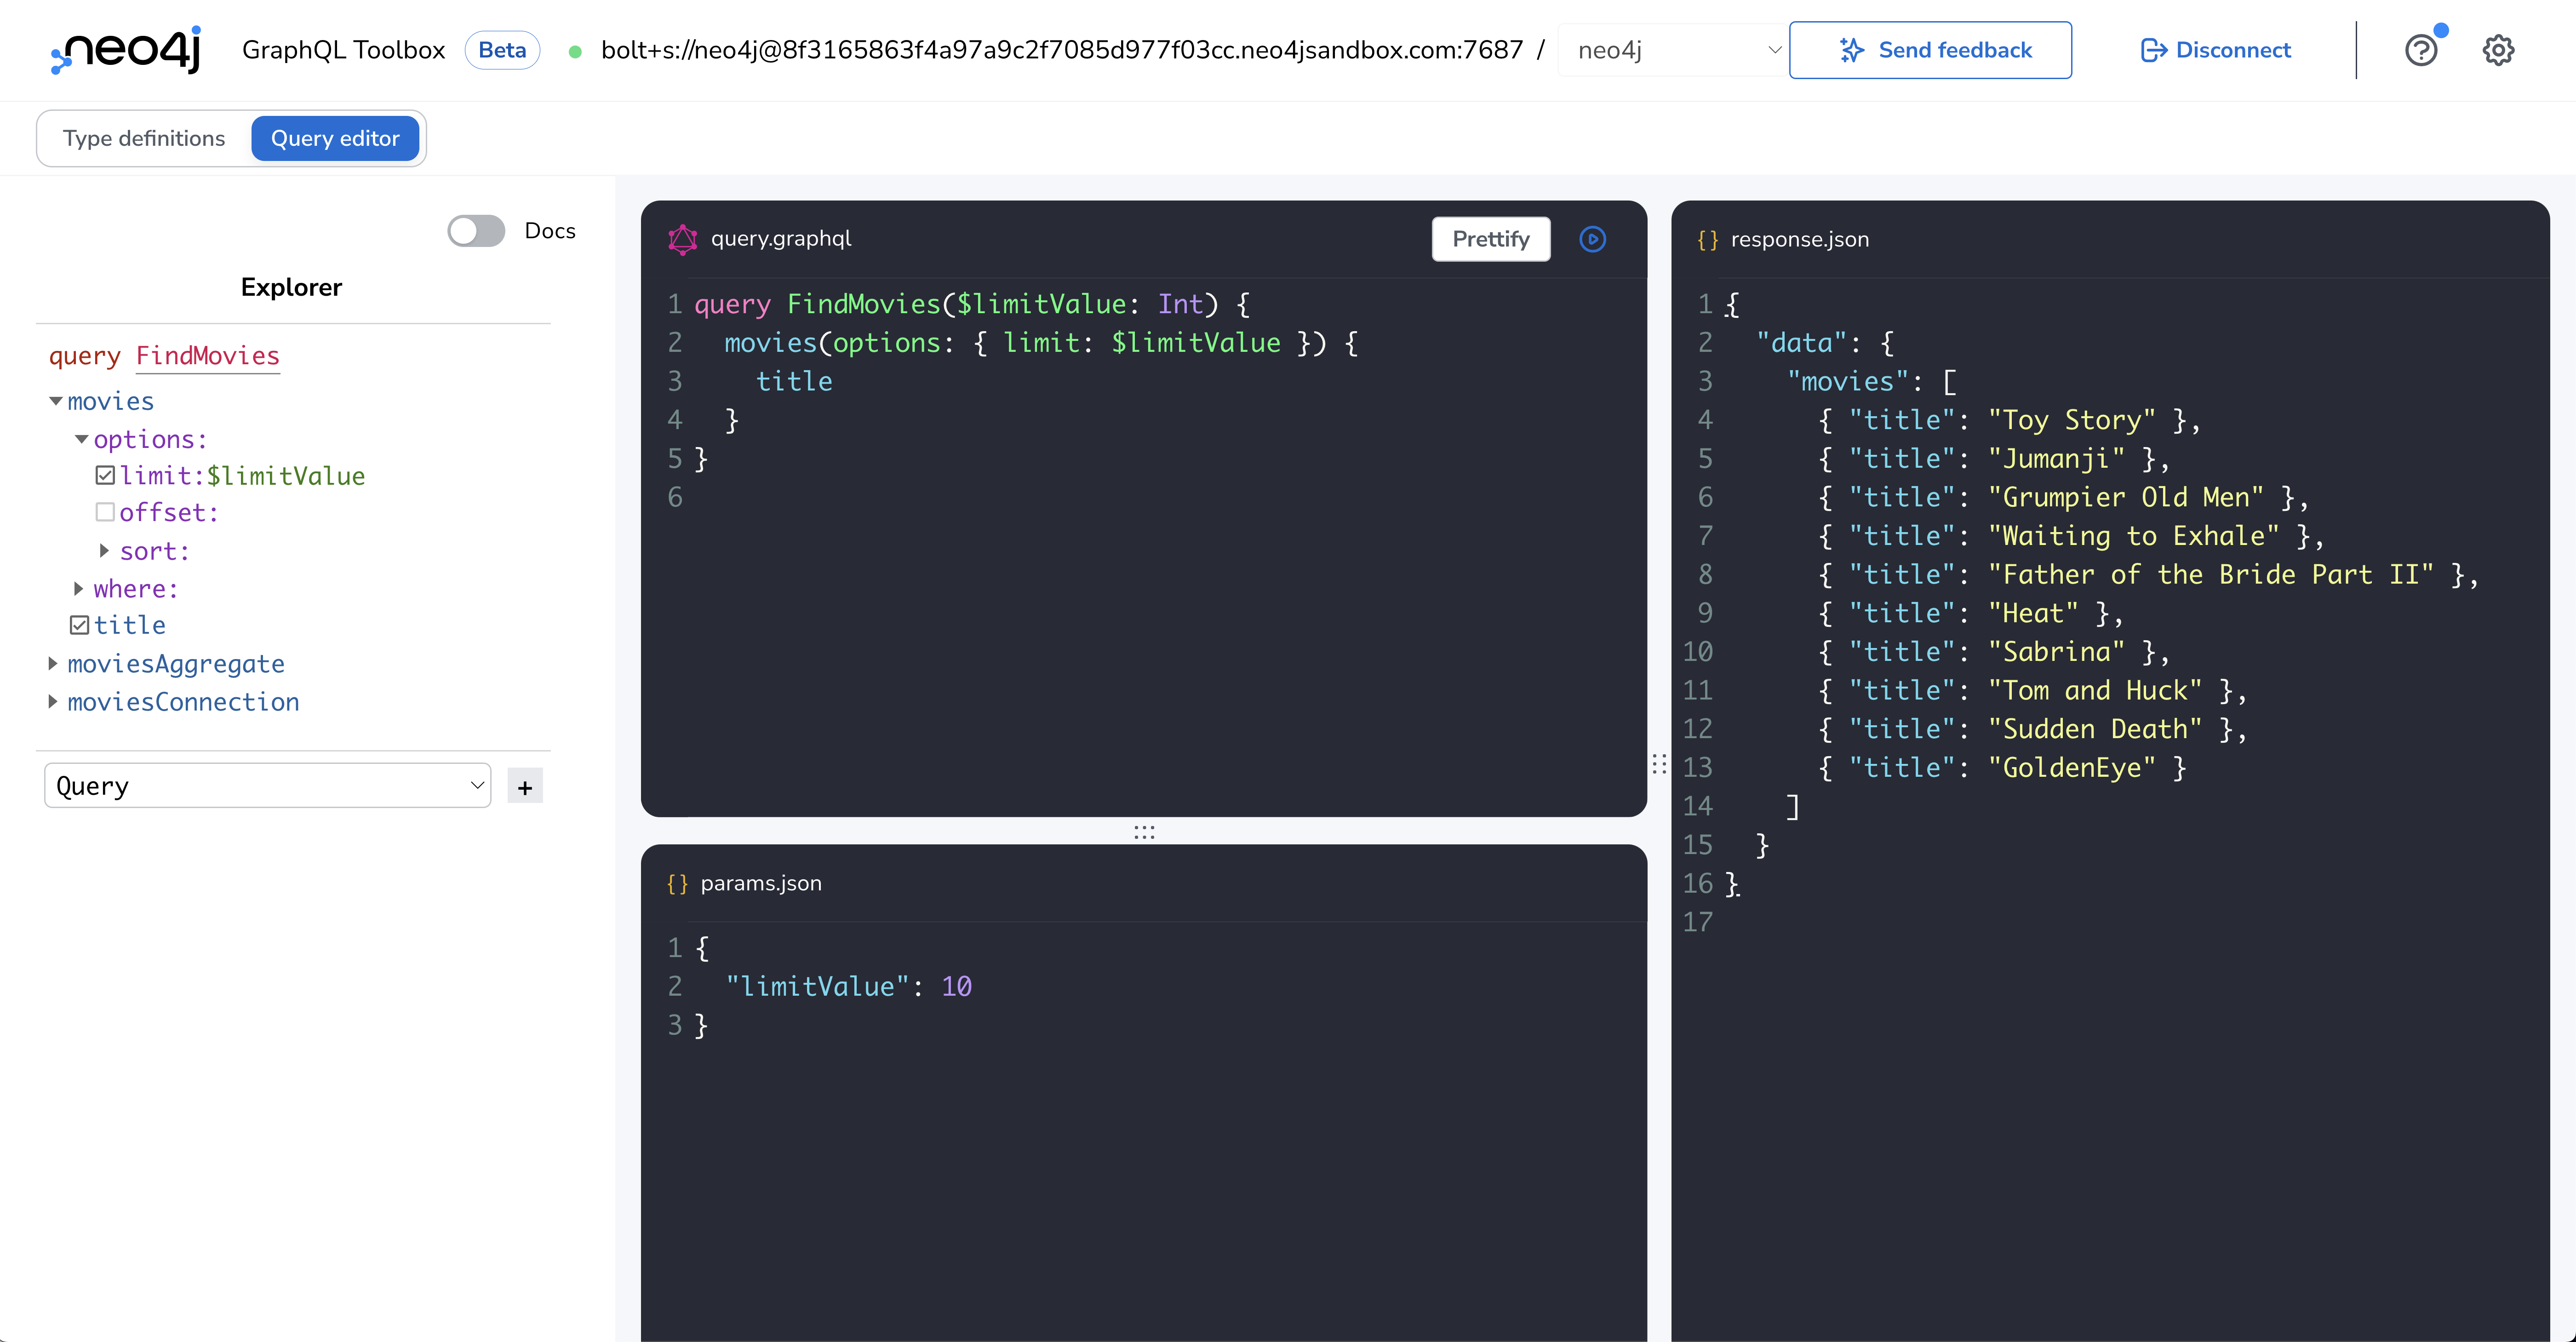 neo4j GraphQL Toolbox Beta bolt+s://neo4j@8f3165863f4a97a9c2f7085d977f03cc.neo4jsandbox.com:7687 / neo4j Send feedback Disconnect
Type definitions Query editor
Docs
Explorer
query FindMovies
movies
options:
limit:$limitValue
offset:
sort:
where:
title
moviesAggregate
moviesConnection
Query +
query.graphql Prettify
1 query FindMovies($limitValue: Int) {
2 movies(options: { limit: $limitValue }) {
3 title
4 }
5 }
6
{} params.json
1 {
2 "limitValue": 10
3 }
{} response.json
1 {
2 "data": {
3 "movies": [
4 { "title": "Toy Story" },
5 { "title": "Jumanji" },
6 { "title": "Grumpier Old Men" },
7 { "title": "Waiting to Exhale" },
8 { "title": "Father of the Bride Part II" },
9 { "title": "Heat" },
10 { "title": "Sabrina" },
11 { "title": "Tom and Huck" },
12 { "title": "Sudden Death" },
13 { "title": "GoldenEye" }
14 ]
15 }
16 }
17